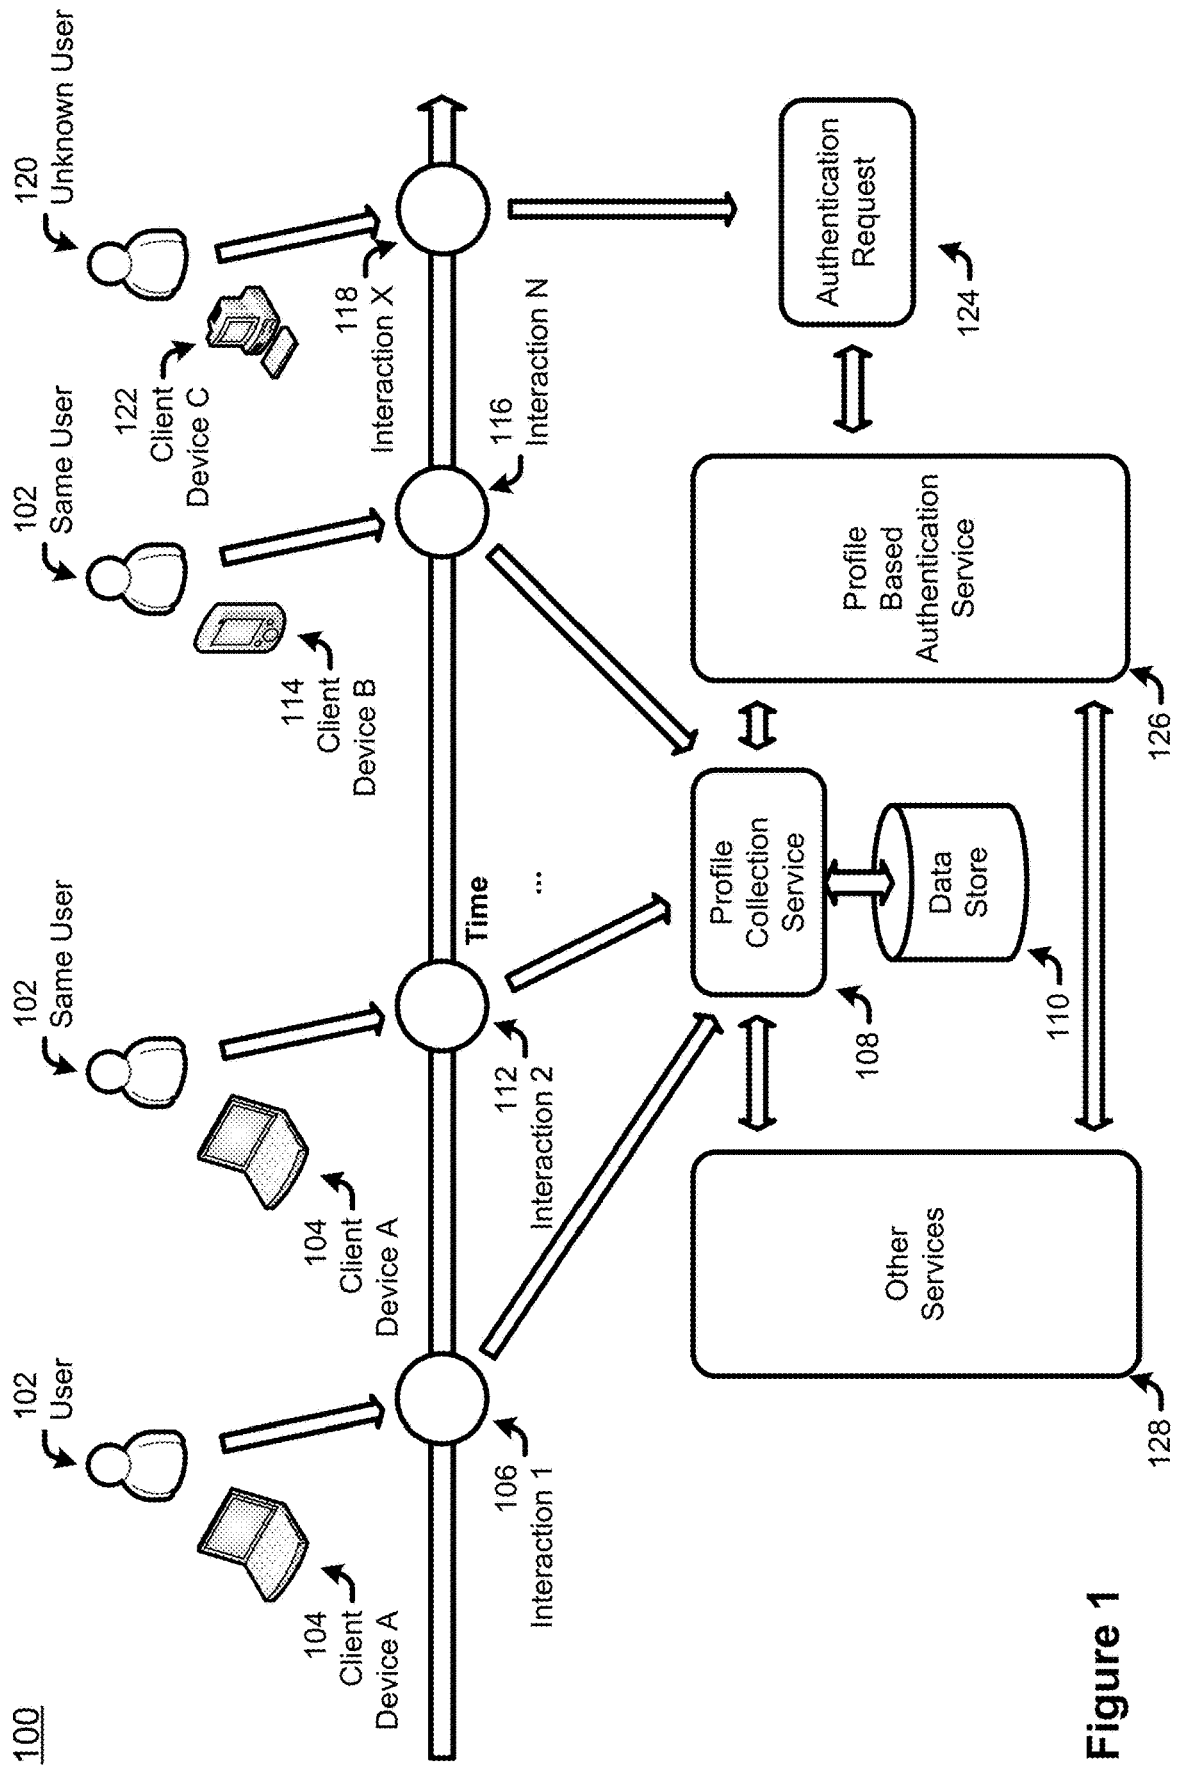 100
102
User
102
Same User
102
Same User
120
Unknown User
104
Client
Device A
104
Client
Device A
114
Client
Device B
122
Client
Device C
118
Interaction X
106
Interaction 1
112
Interaction 2
Time
...
116
Interaction N
Other
Services
128
Profile
Collection
Service
108
Data
Store
110
Profile
Based
Authentication
Service
126
Authentication
Request
124
Figure 1